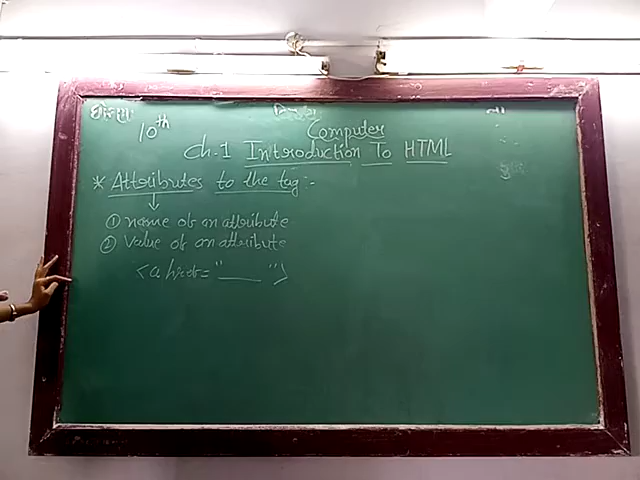 10th
Computer
Ch.1 Introduction To HTML
* Attributes to the tag :-
① name of an attribute
② Value of an attribute
<a href="____">